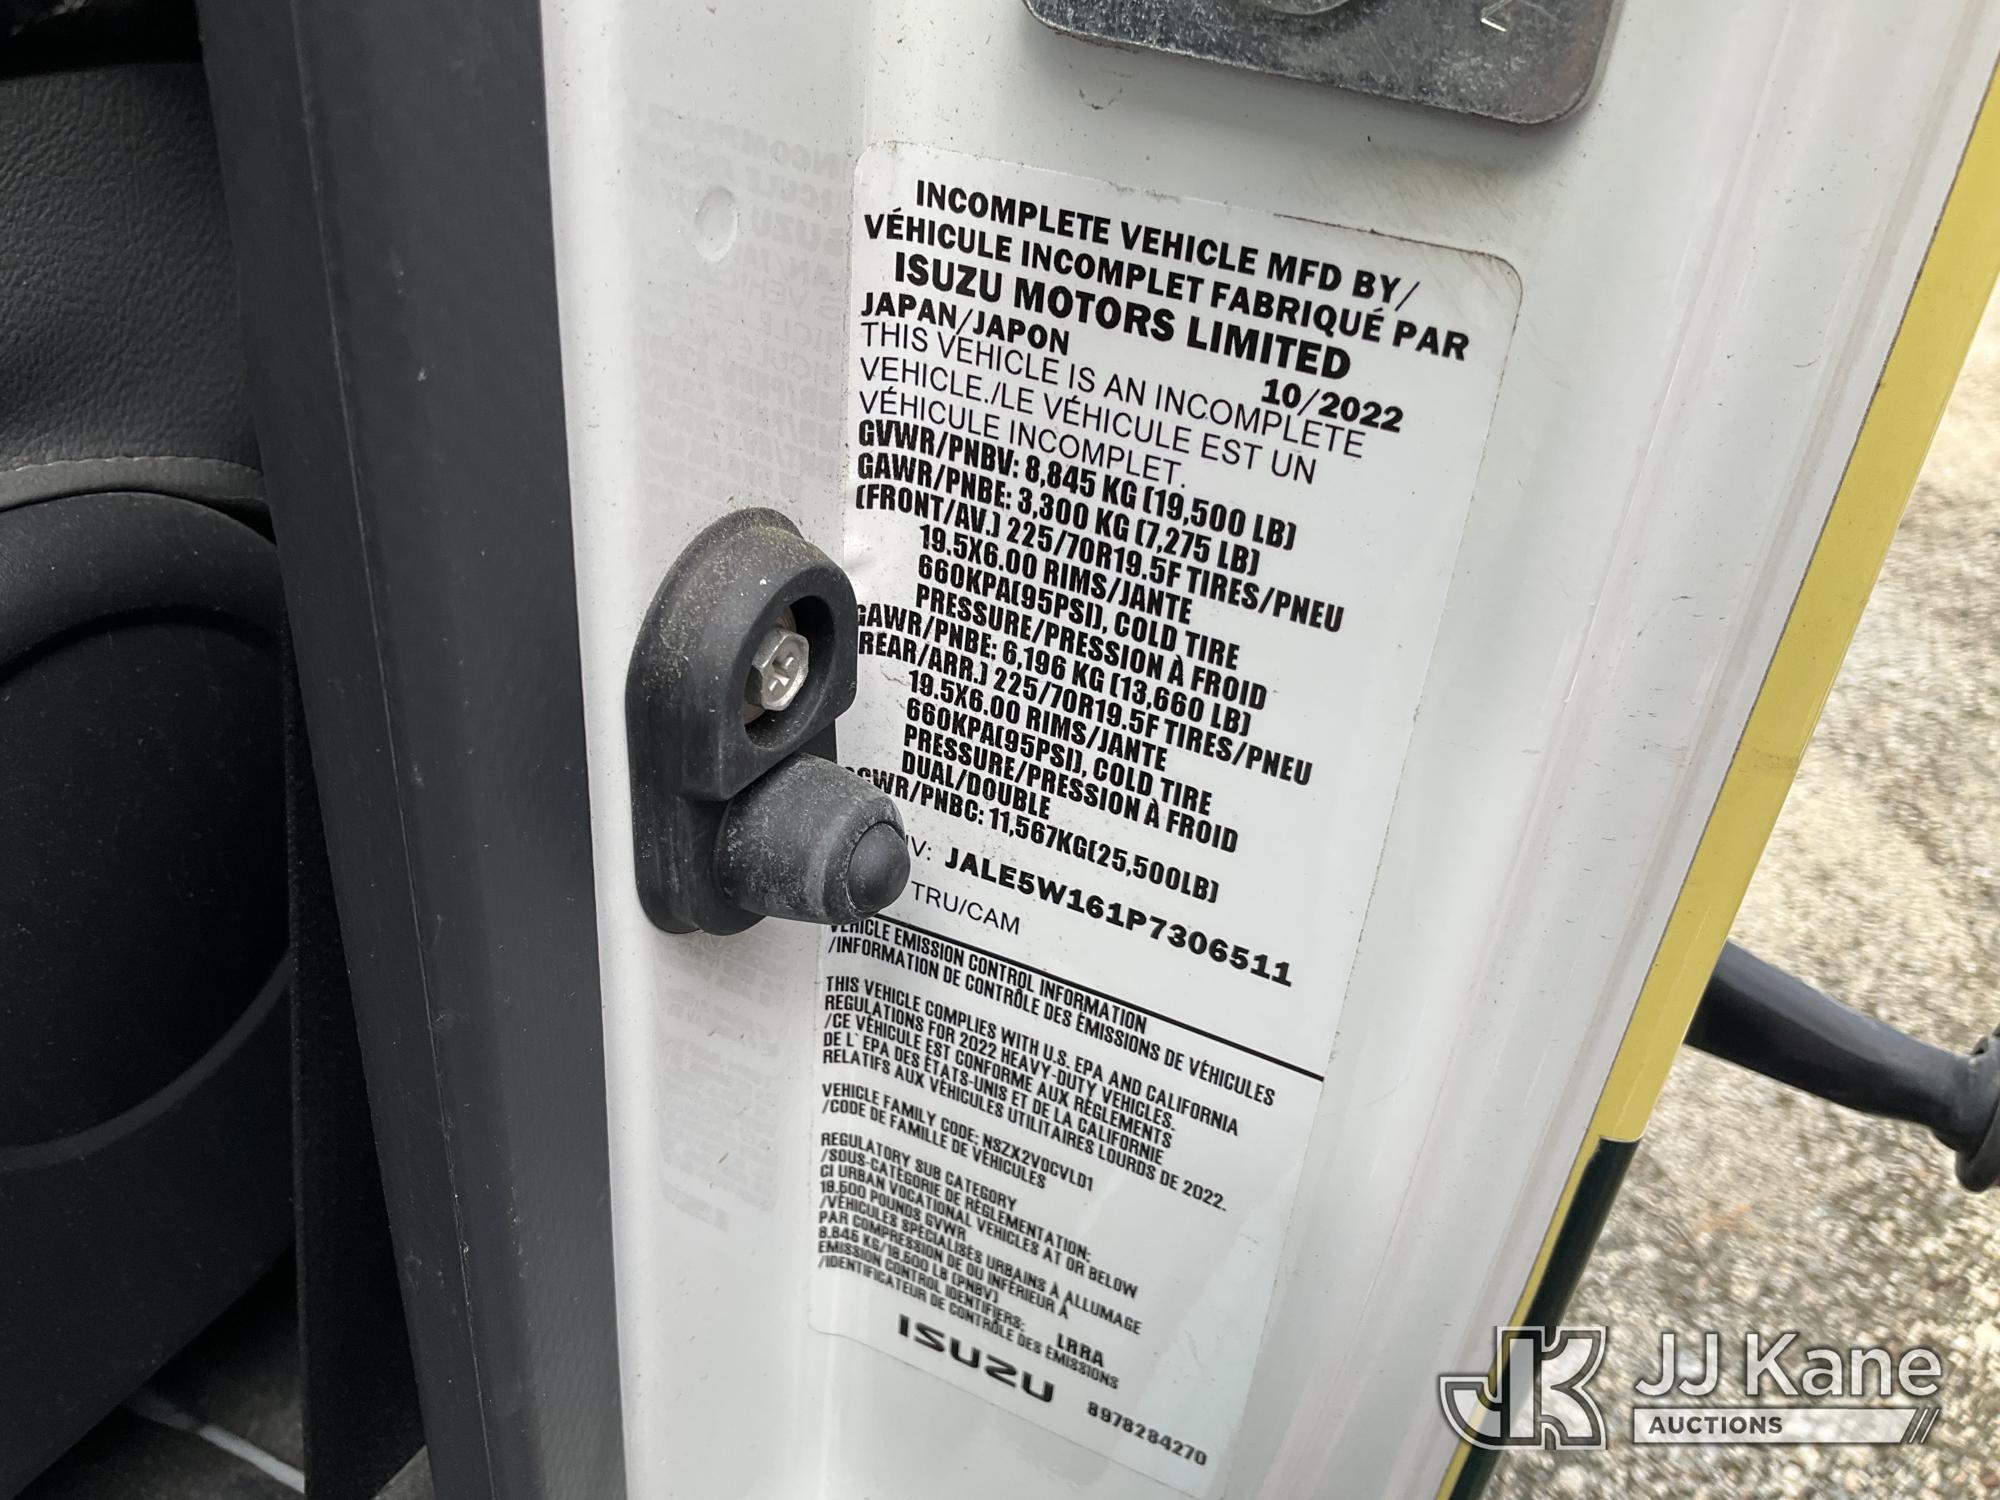 INCOMPLETE VEHICLE MFD BY/
VÉHICULE INCOMPLET FABRIQUÉ PAR
ISUZU MOTORS LIMITED
JAPAN/JAPON 10/2022
THIS VEHICLE IS AN INCOMPLETE
VEHICLE./LE VÉHICULE EST UN
VÉHICULE INCOMPLET.
GVWR/PNBV: 8,845 KG (19,500 LB)
GAWR/PNBE: 3,300 KG (7,275 LB)
(FRONT/AV.) 225/70R19.5F TIRES/PNEU
19.5X6.00 RIMS/JANTE
660KPA(95PSI), COLD TIRE
PRESSURE/PRESSION À FROID
GAWR/PNBE: 6,196 KG (13,660 LB)
REAR/ARR.) 225/70R19.5F TIRES/PNEU
19.5X6.00 RIMS/JANTE
660KPA(95PSI), COLD TIRE
PRESSURE/PRESSION À FROID
DUAL/DOUBLE
GCWR/PNBC: 11,567KG(25,500LB)
IV: JALE5W161P7306511
TRU/CAM
VEHICLE EMISSION CONTROL INFORMATION
/INFORMATION DE CONTRÔLE DES ÉMISSIONS DE VÉHICULES
THIS VEHICLE COMPLIES WITH U.S. EPA AND CALIFORNIA
REGULATIONS FOR 2022 HEAVY-DUTY VEHICLES.
/CE VÉHICULE EST CONFORME AUX RÈGLEMENTS
DE L`EPA DES ÉTATS-UNIS ET DE LA CALIFORNIE
RELATIFS AUX VÉHICULES UTILITAIRES LOURDS DE 2022.
VEHICLE FAMILY CODE: NSZX2VOCVLD1
/CODE DE FAMILLE DE VÉHICULES
REGULATORY SUB CATEGORY
/SOUS-CATÉGORIE DE RÈGLEMENTATION:
CI URBAN VOCATIONAL VEHICLES AT OR BELOW
19,500 POUNDS GVWR
/VÉHICULES SPÉCIALISÉS URBAINS À ALLUMAGE
PAR COMPRESSION DE OU INFÉRIEUR À
8,845 KG/19,500 LB (PNBV)
EMISSION CONTROL IDENTIFIERS: LRRA
/IDENTIFICATEUR DE CONTRÔLE DES ÉMISSIONS
ISUZU 8978284270
JK JJ Kane
AUCTIONS